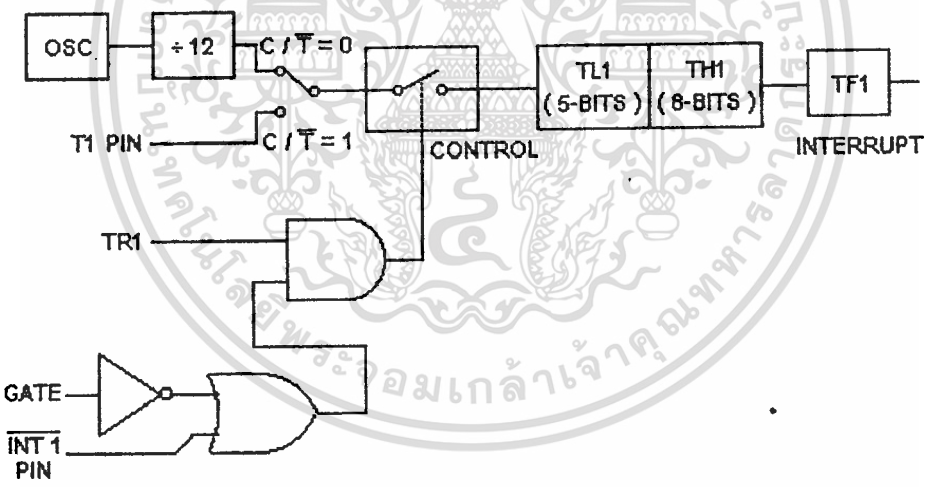 OSC
÷12
C / T̅ = 0
T1 PIN
C / T̅ = 1
CONTROL
TL1
(5-BITS)
TH1
(8-BITS)
TF1
INTERRUPT
TR1
GATE
I̅N̅T̅ ̅1̅
PIN